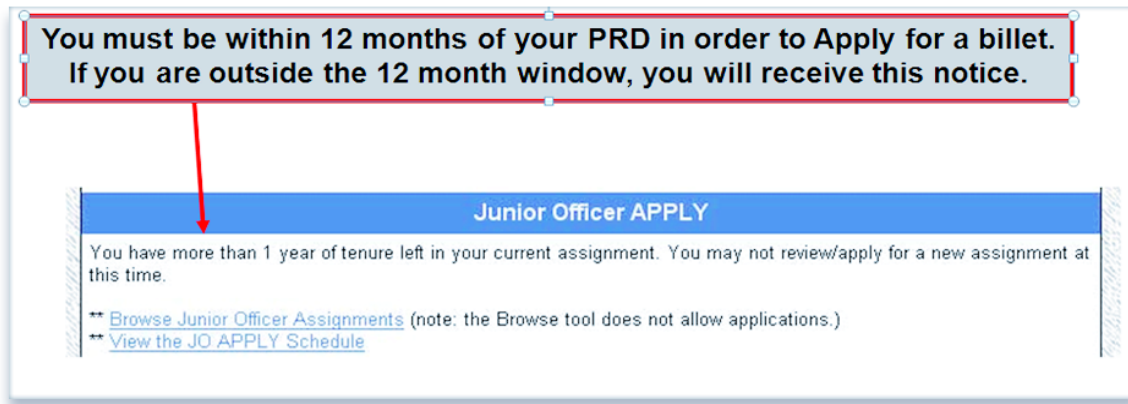 You must be within 12 months of your PRD in order to Apply for a billet.
If you are outside the 12 month window, you will receive this notice.
Junior Officer APPLY
You have more than 1 year of tenure left in your current assignment. You may not review/apply for a new assignment at
this time.
** Browse Junior Officer Assignments (note: the Browse tool does not allow applications.)
** View the JO APPLY Schedule